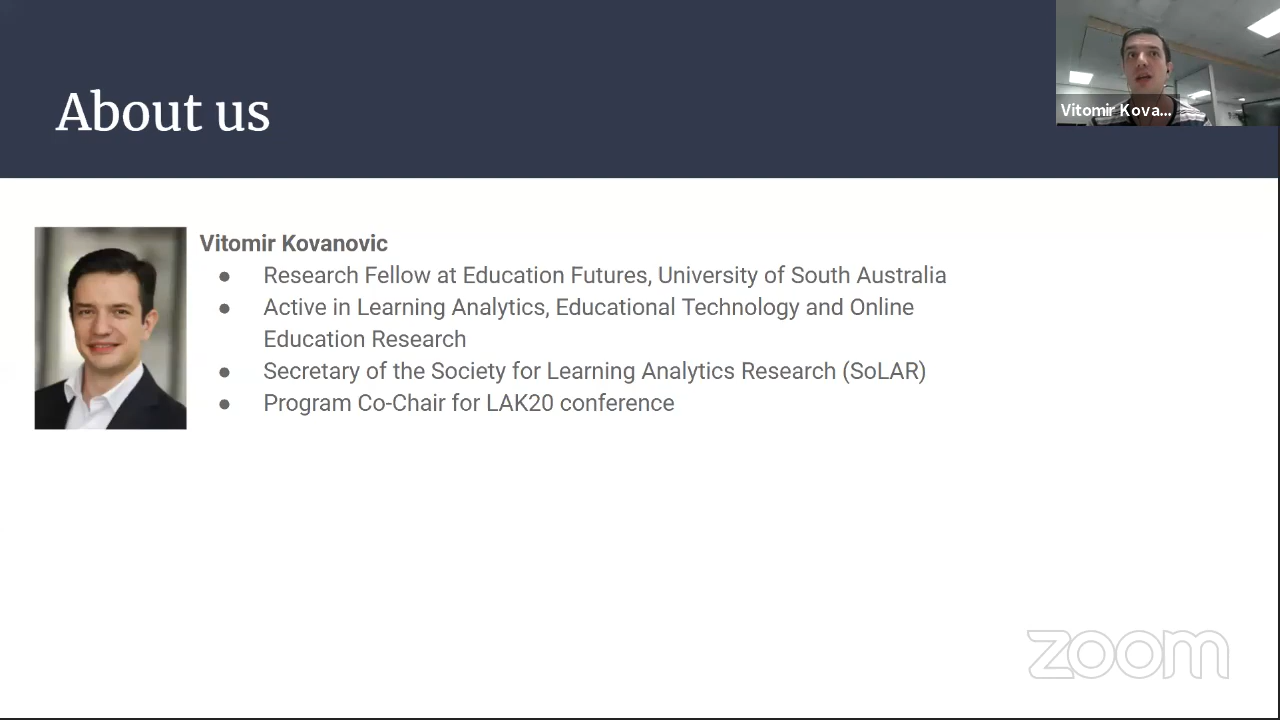 About us
Vitomir Kova...
Vitomir Kovanovic
● Research Fellow at Education Futures, University of South Australia
● Active in Learning Analytics, Educational Technology and Online
Education Research
● Secretary of the Society for Learning Analytics Research (SoLAR)
● Program Co-Chair for LAK20 conference
zoom